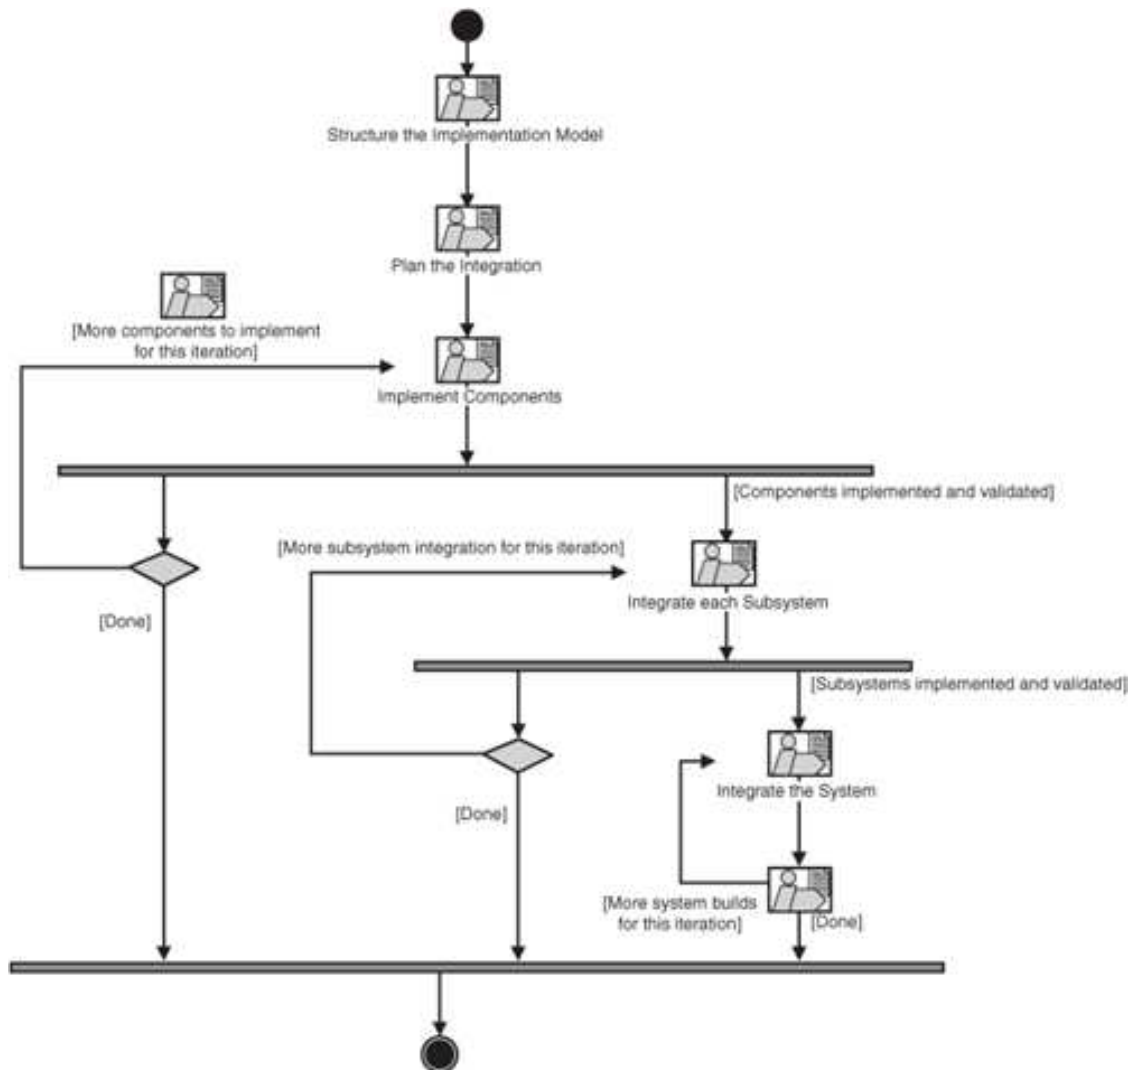 Structure the Implementation Model
Plan the Integration
[More components to implement
for this iteration]
Implement Components
[Components implemented and validated]
[More subsystem integration for this iteration]
Integrate each Subsystem
[Done]
[Subsystems implemented and validated]
Integrate the System
[Done]
[More system builds
for this iteration]
[Done]